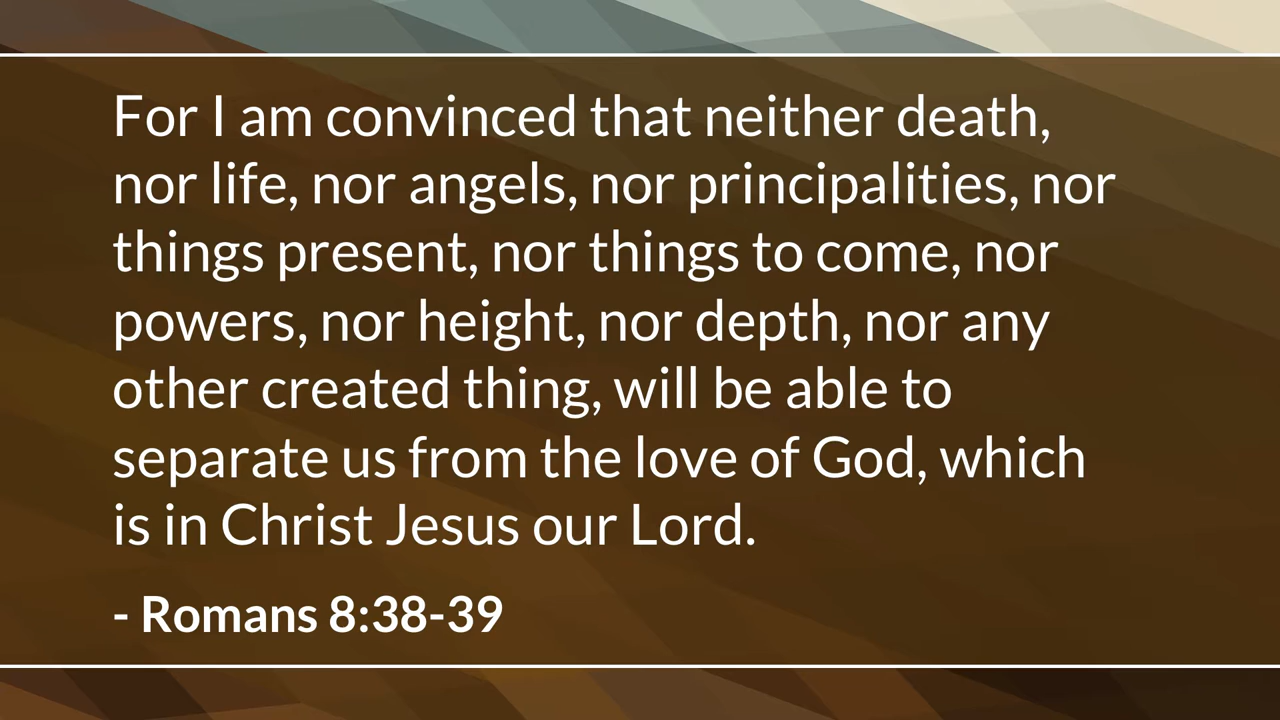 For I am convinced that neither death,
nor life, nor angels, nor principalities, nor
things present, nor things to come, nor
powers, nor height, nor depth, nor any
other created thing, will be able to
separate us from the love of God, which
is in Christ Jesus our Lord.
- Romans 8:38-39